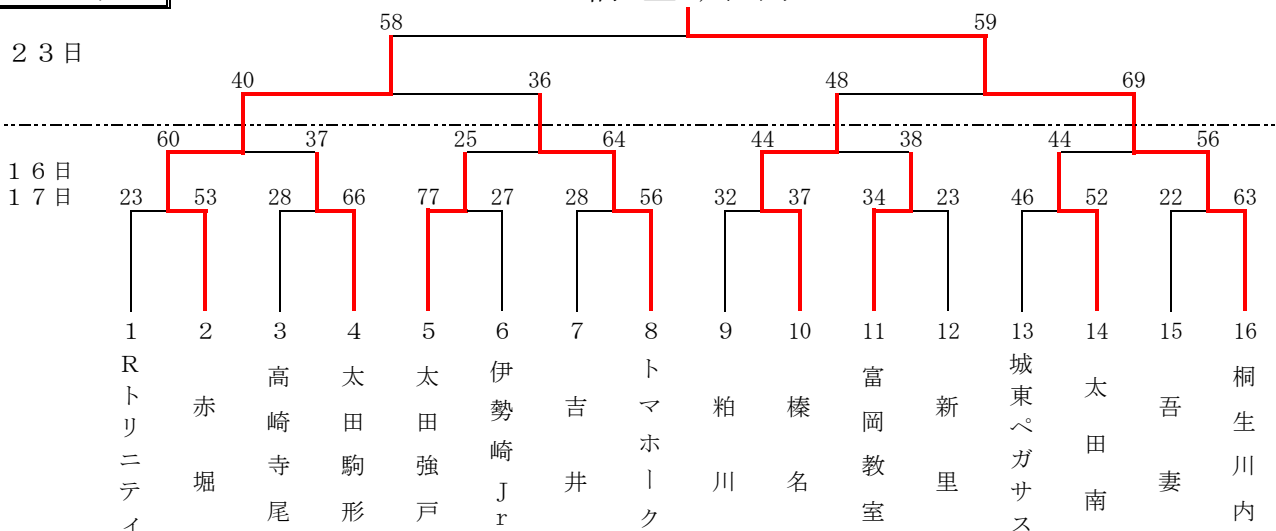 58 59
23日
40 36 48 69
60 37 25 64 44 38 44 56
16日
17日
23 53 28 66 77 27 28 56 32 37 34 23 46 52 22 63
1 2 3 4 5 6 7 8 9 10 11 12 13 14 15 16
Rトリニティ
赤堀
高崎寺尾
太田駒形
太田強戸
伊勢崎Jr
吉井
トマホーク
粕川
榛名
富岡教室
新里
城東ペガサス
太田南
吾妻
桐生川内